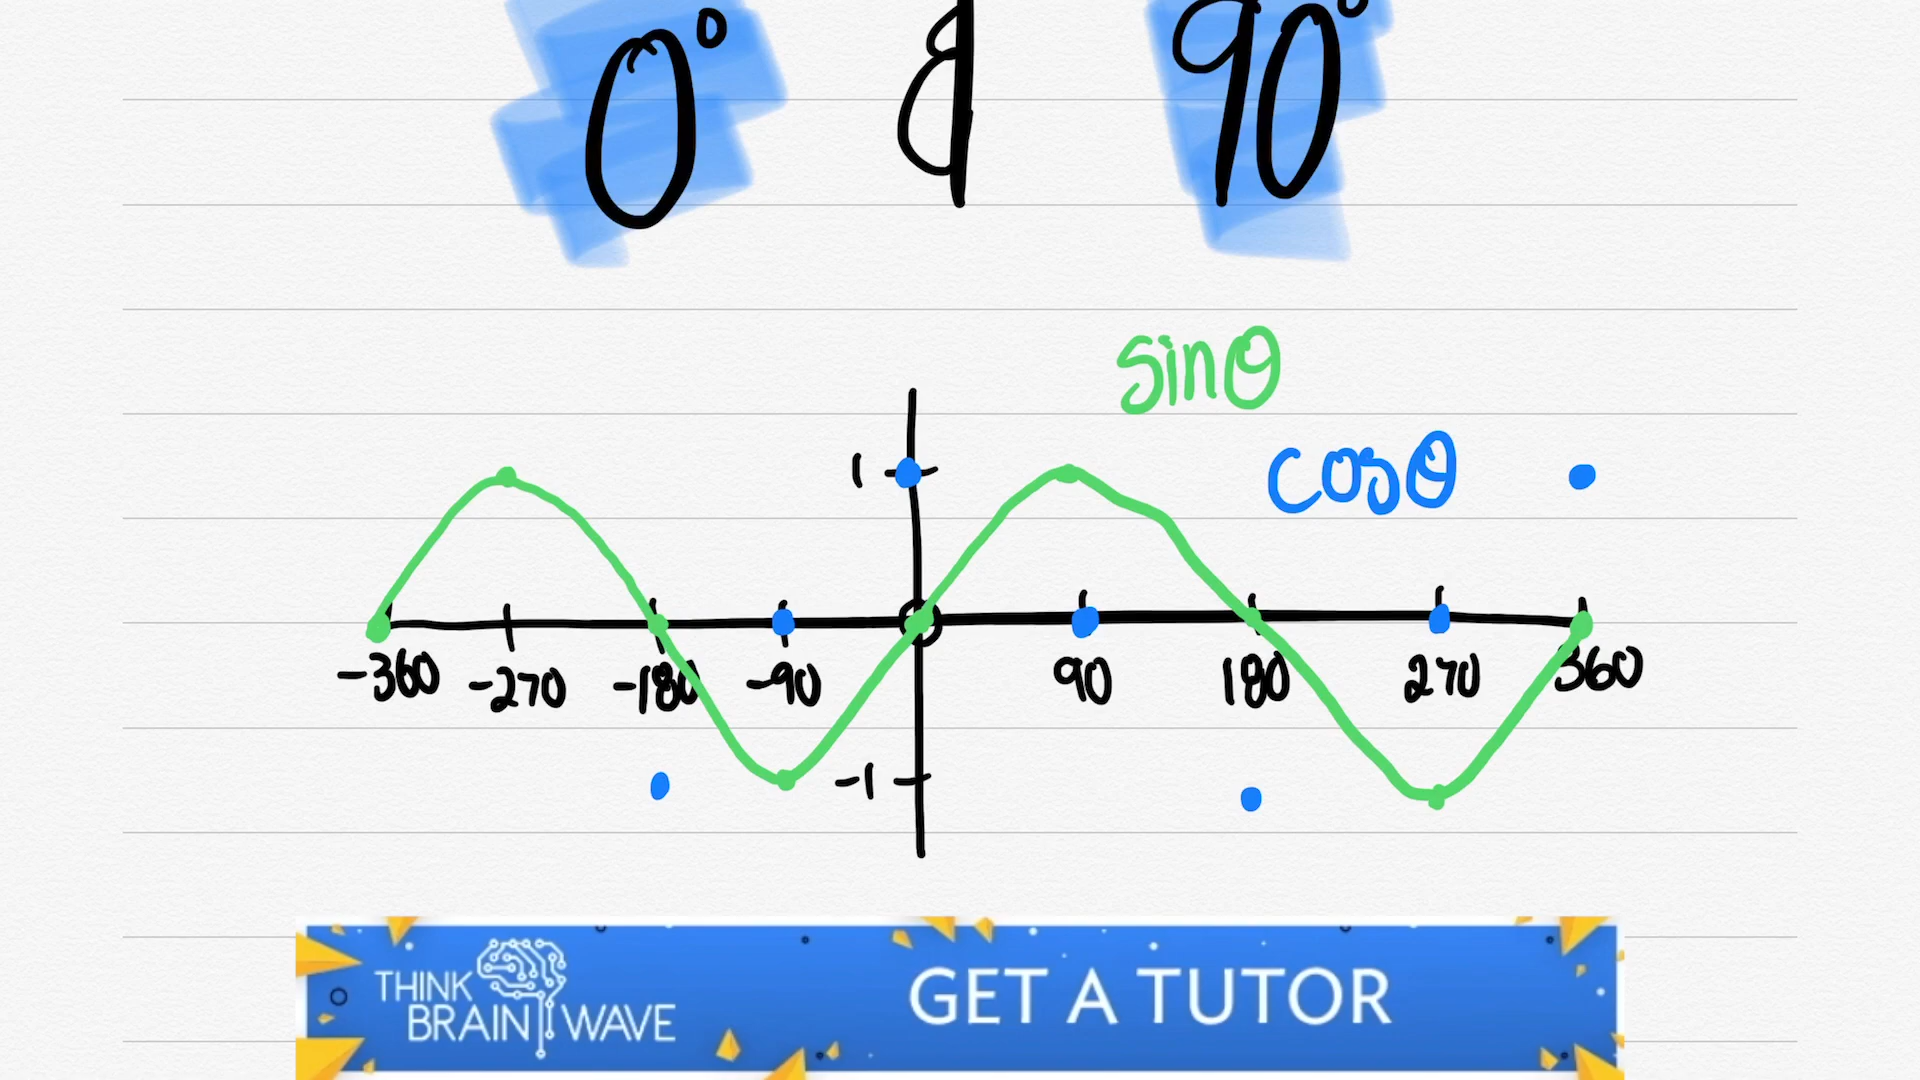 0° & 90°
sinθ
cosθ
1
-360 -270 -180 -90 90 180 270 360
-1
THINK
BRAIN WAVE
GET A TUTOR